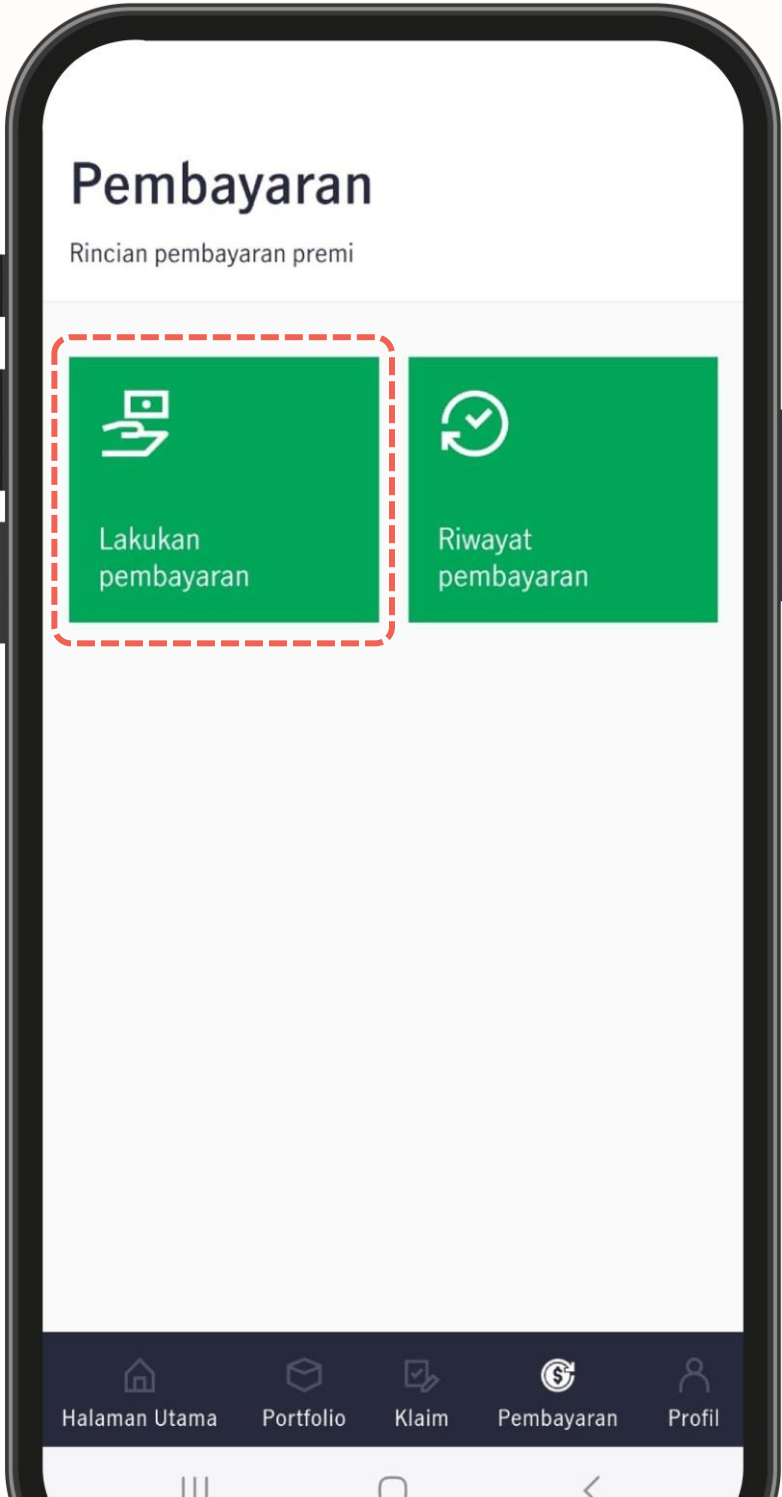 Pembayaran
Rincian pembayaran premi
Lakukan
pembayaran
Riwayat
pembayaran
Halaman Utama
Portfolio
Klaim
Pembayaran
Profil